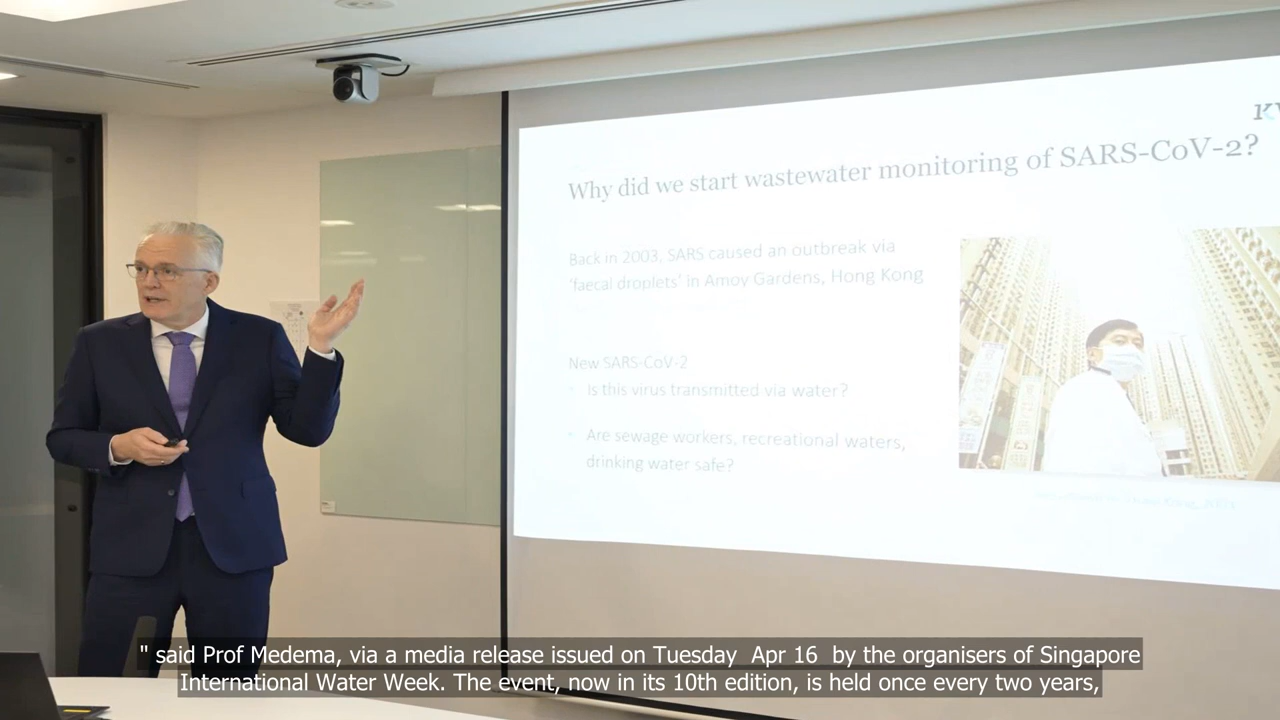 Why did we start wastewater monitoring of SARS-CoV-2?
Back in 2003, SARS caused an outbreak via
'faecal droplets' in Amoy Gardens, Hong Kong
New SARS-CoV-2
Is this virus transmitted via water?
Are sewage workers, recreational waters,
drinking water safe?
" said Prof Medema, via a media release issued on Tuesday  Apr 16  by the organisers of Singapore
International Water Week. The event, now in its 10th edition, is held once every two years,